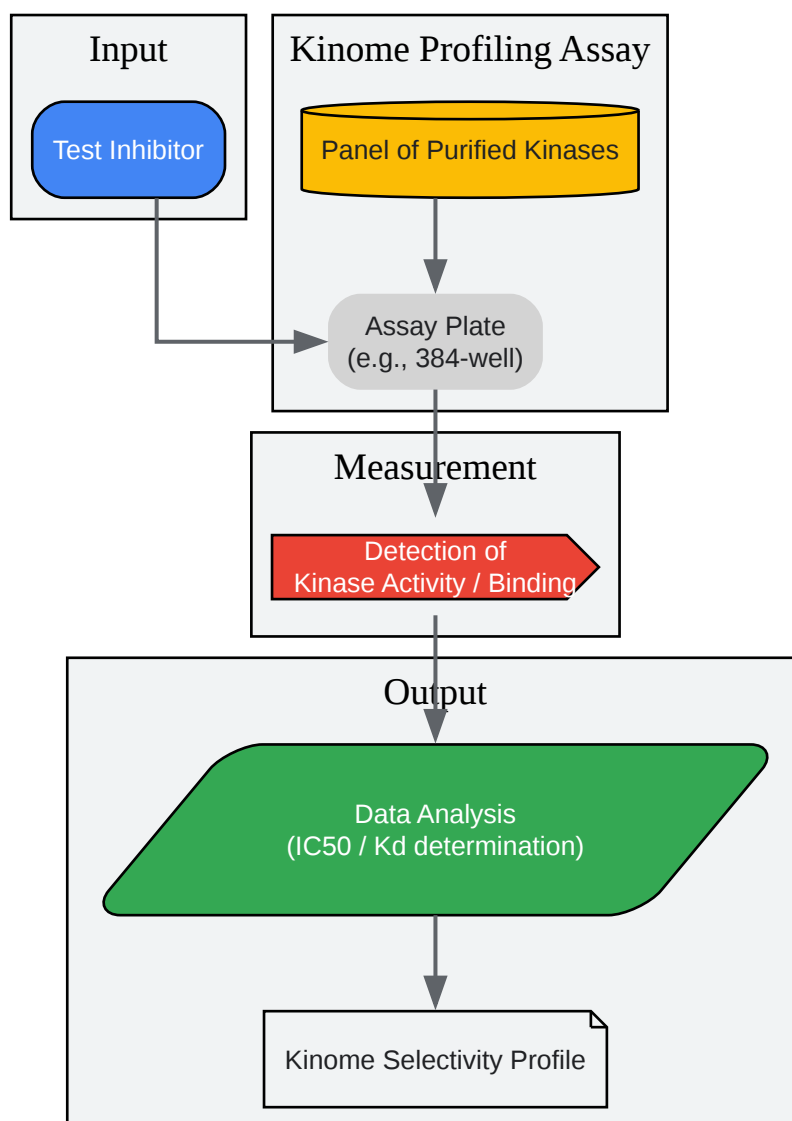 Input
Kinome Profiling Assay
Test Inhibitor
Panel of Purified Kinases
Assay Plate
(e.g., 384-well)
Measurement
Detection of
Kinase Activity / Binding
Output
Data Analysis
(IC50 / Kd determination)
Kinome Selectivity Profile